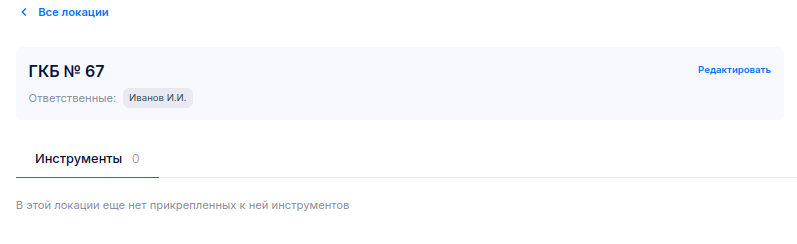 Все локации
ГКБ № 67
Редактировать
Ответственные: Иванов И.И.
Инструменты 0
В этой локации еще нет прикрепленных к ней инструментов